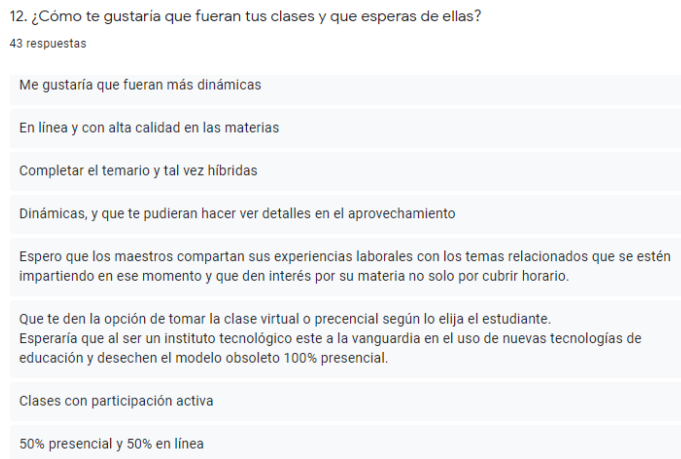 12. ¿Cómo te gustaría que fueran tus clases y que esperas de ellas?
43 respuestas
Me gustaría que fueran más dinámicas
En línea y con alta calidad en las materias
Completar el temario y tal vez híbridas
Dinámicas, y que te pudieran hacer ver detalles en el aprovechamiento
Espero que los maestros compartan sus experiencias laborales con los temas relacionados que se estén
impartiendo en ese momento y que den interés por su materia no solo por cubrir horario.
Que te den la opción de tomar la clase virtual o precencial según lo elija el estudiante.
Esperaría que al ser un instituto tecnológico este a la vanguardia en el uso de nuevas tecnologías de
educación y desechen el modelo obsoleto 100% presencial.
Clases con participación activa
50% presencial y 50% en línea